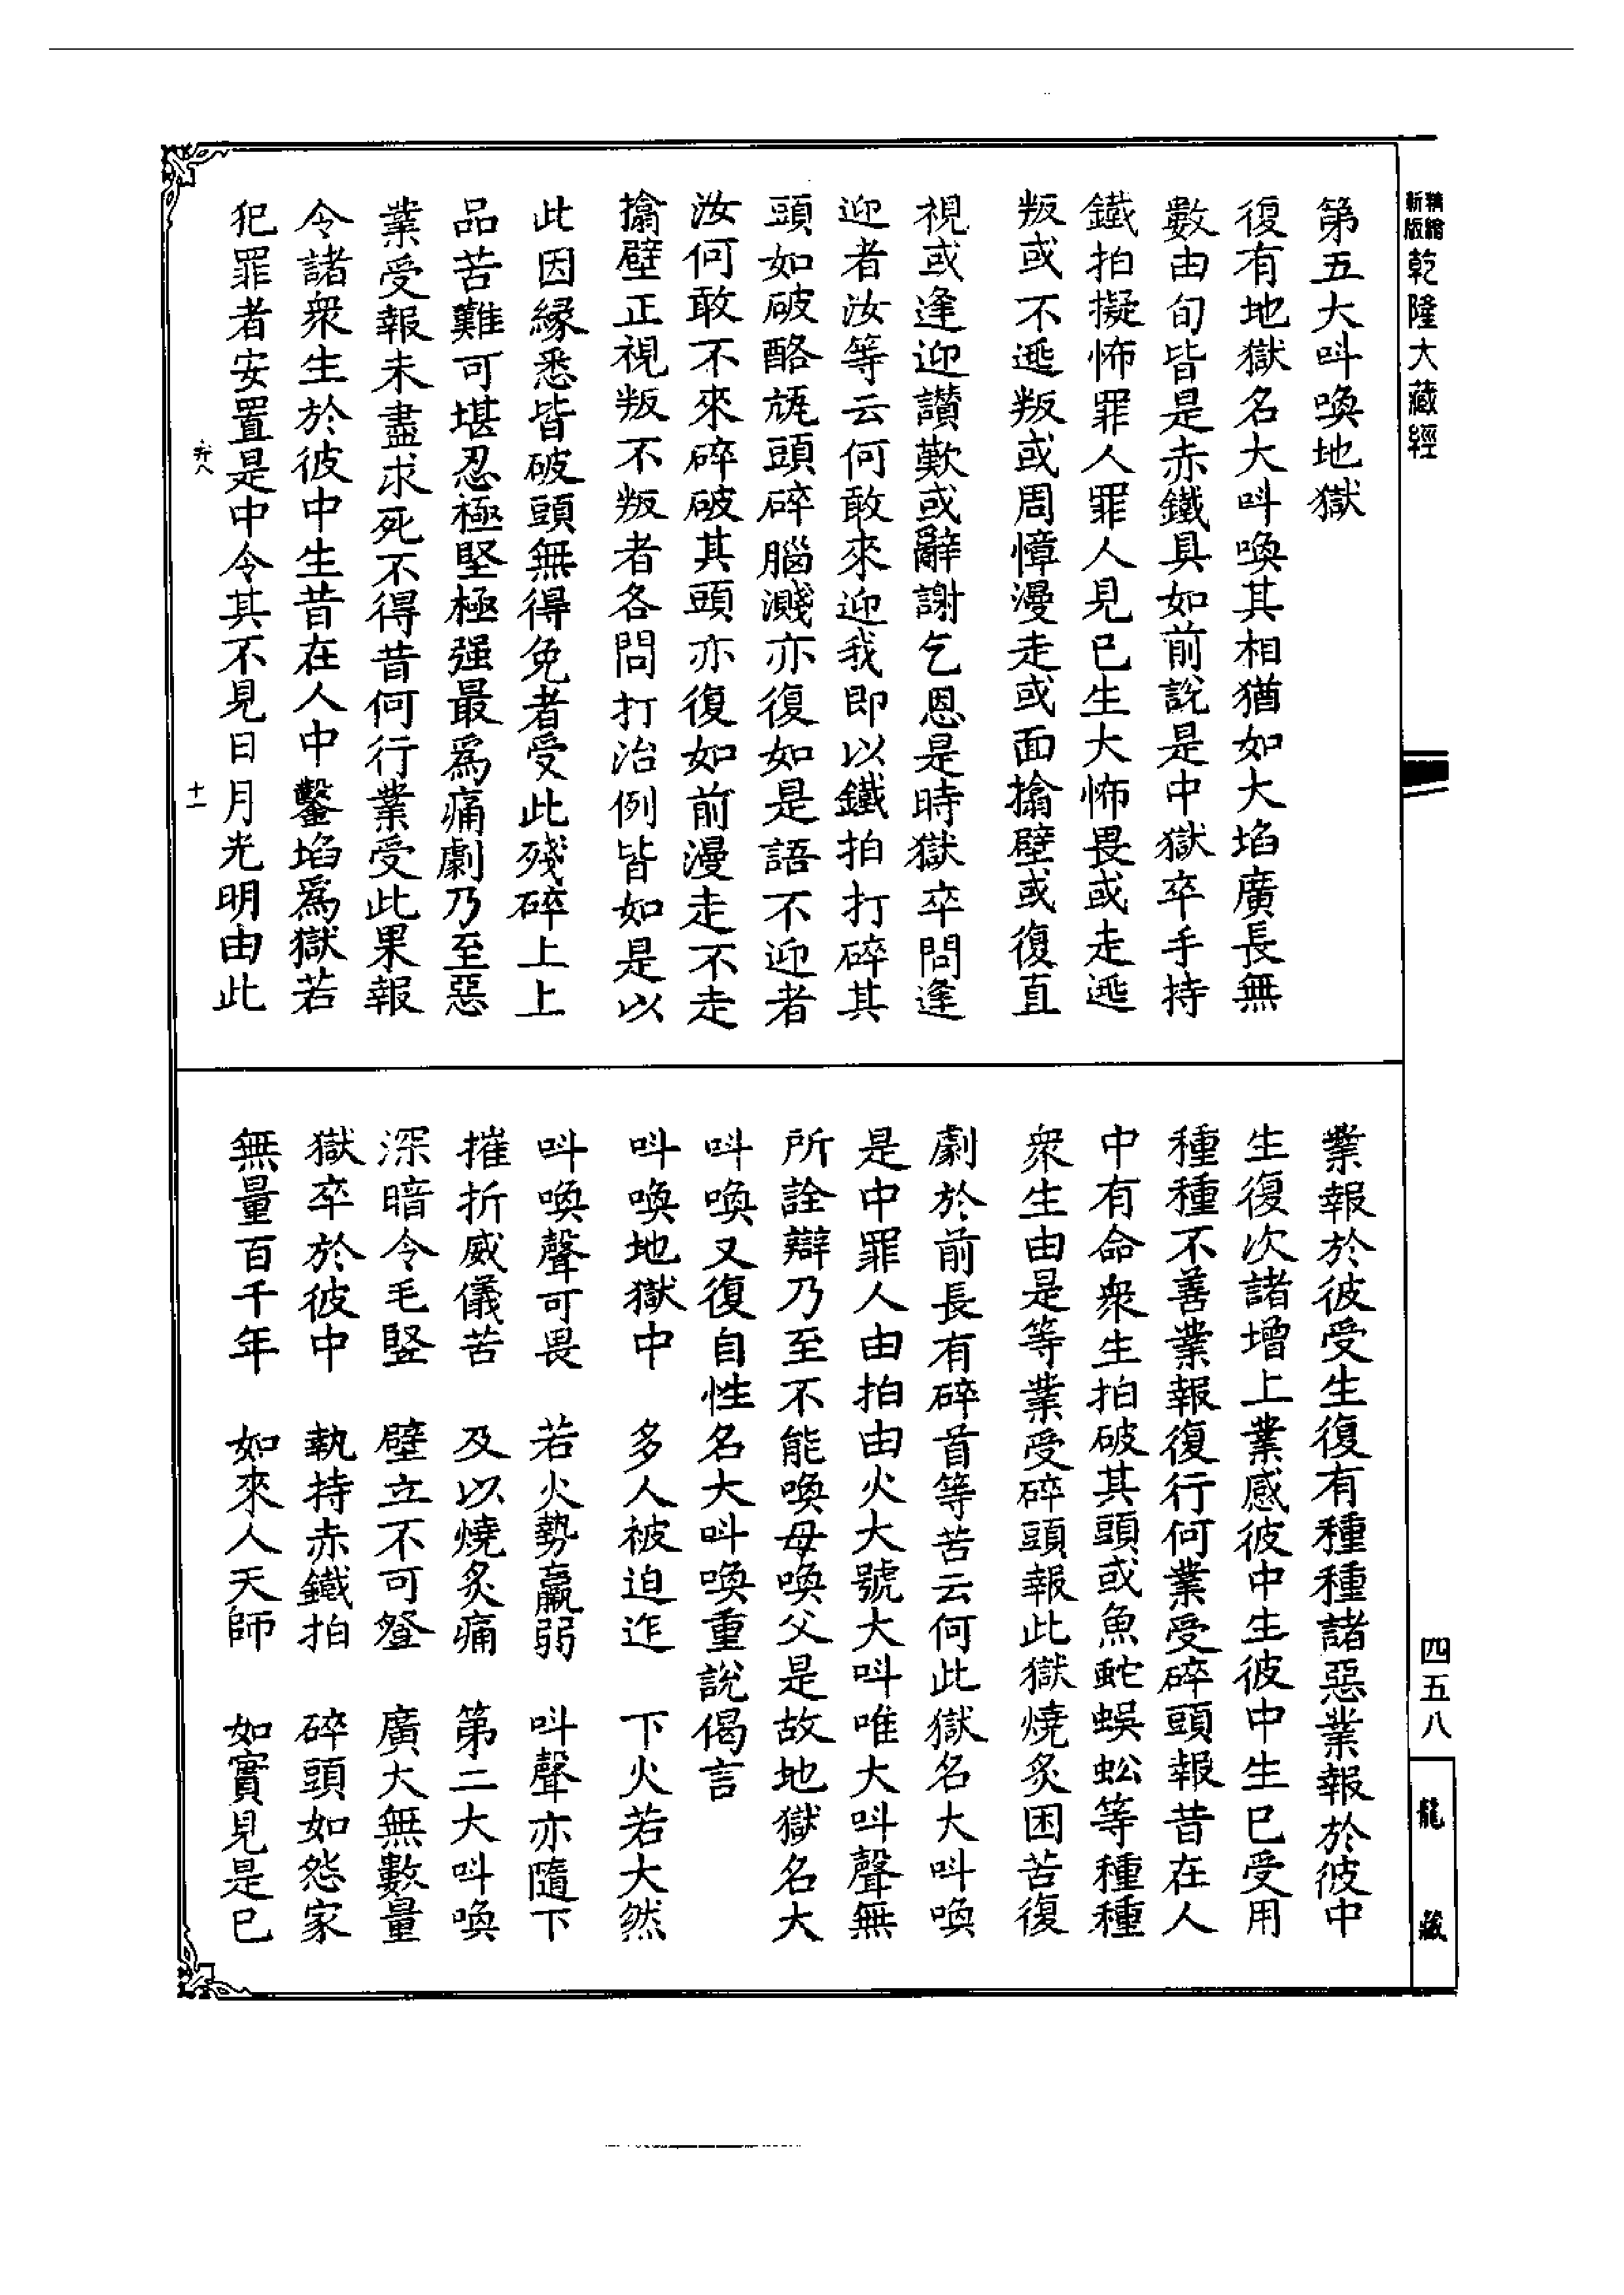 新版
精繪
乾隆大藏經
第五大叫喚地獄
復有地獄名大叫喚其相猶如大埳廣長無
數由旬皆是赤鐵具如前說是中獄卒手持
鐵拍擬怖罪人罪人見已生大怖畏或走逃
叛或不逃叛或周慞漫走或面搶壁或復直
視或逢迎讚歎或辭謝乞恩是時獄卒問逢
迎者汝等云何敢來迎我即以鐵拍打碎其
頭如破酪瓨頭碎腦濺亦復如是語不迎者
汝何敢不來碎破其頭亦復如前漫走不走
搶壁正視叛不叛者各問打治例皆如是以
此因緣悉皆破頭無得免者受此殘碎上上
品苦難可堪忍極堅極强最爲痛劇乃至惡
業受報未盡求死不得昔何行業受此果報
令諸衆生於彼中生昔在人中鑿埳爲獄若
犯罪者安置是中令其不見日月光明由此
十一
業報於彼受生復有種種諸惡業報於彼中
生復次諸增上業感彼中生彼中生已受用
種種不善業報復行何業受碎頭報昔在人
中有命衆生拍破其頭或魚蛇蜈蚣等種種
衆生由是等業受碎頭報此獄燒炙困苦復
劇於前長有碎首等苦云何此獄名大叫喚
是中罪人由拍由火大號大叫唯大叫聲無
所詮辯乃至不能喚母喚父是故地獄名大
叫喚又復自性名大叫喚重說偈言
叫喚地獄中　多人被迫迮　下火若大然
叫喚聲可畏　若火勢羸弱　叫聲亦隨下
摧折威儀苦　及以燒炙痛　第二大叫喚
深暗令毛竪　壁立不可登　廣大無數量
獄卒於彼中　執持赤鐵拍　碎頭如怨家
無量百千年　如來人天師　如實見是已
四五八
龍藏